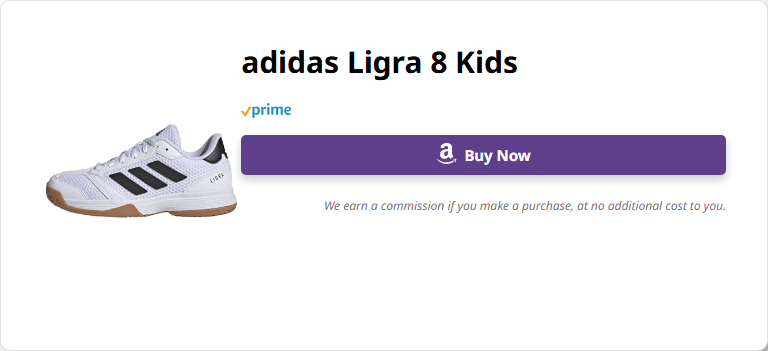 adidas Ligra 8 Kids
prime
Buy Now
LIGRA
We earn a commission if you make a purchase, at no additional cost to you.